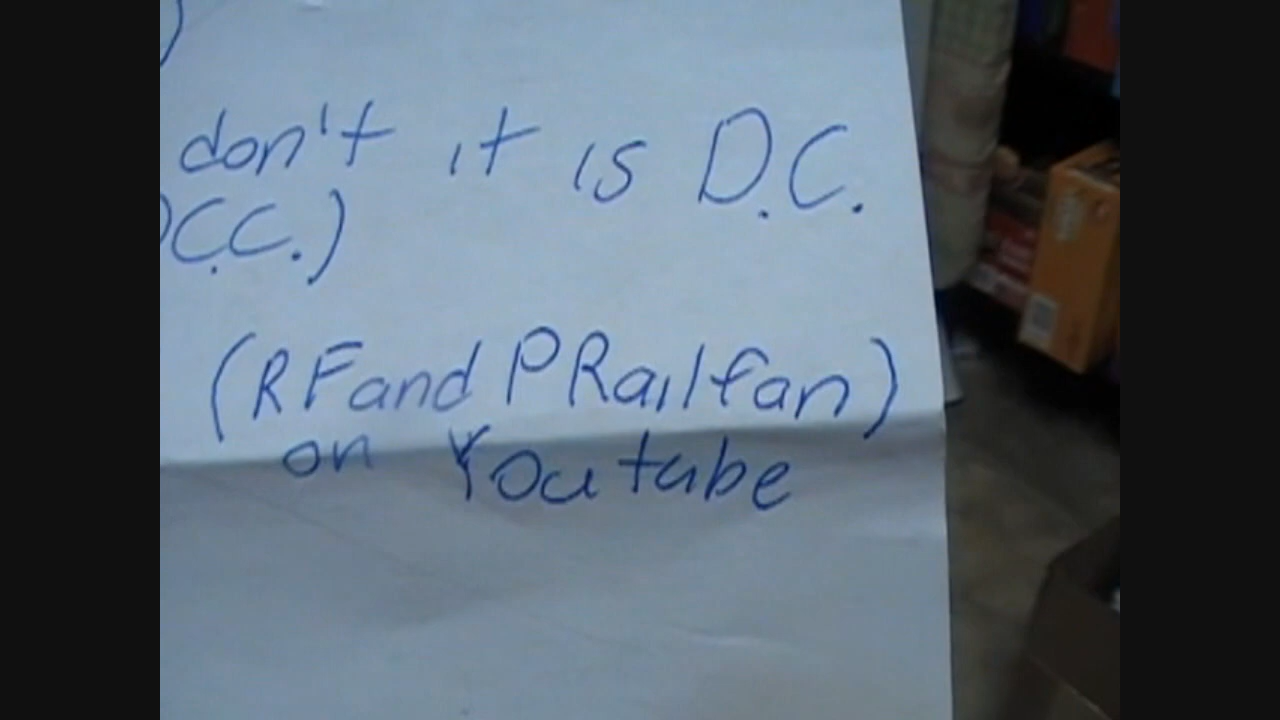 )
don't it is D.C.
D.C.C.)
(RFandPRailfan)
on Youtube